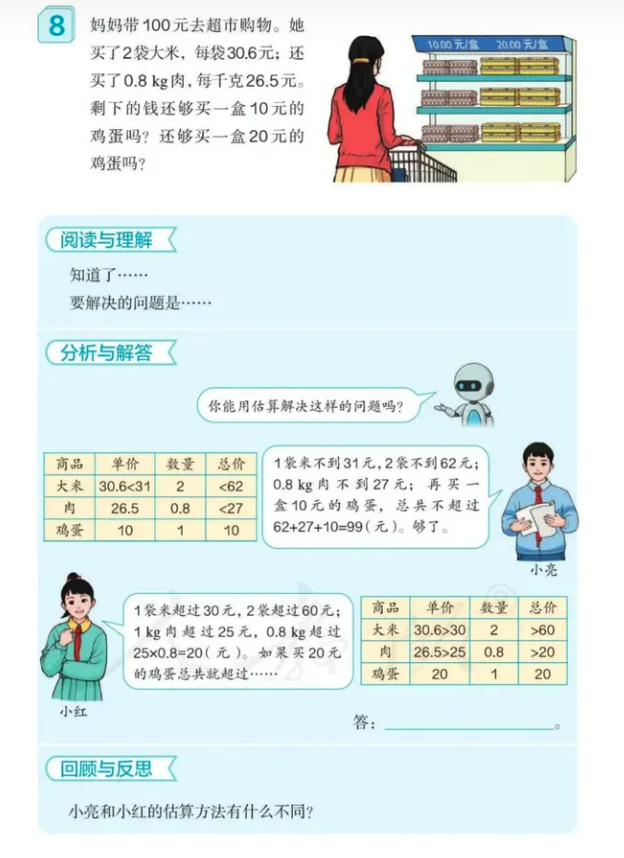 8
妈妈带100元去超市购物。她
买了2袋大米，每袋30.6元；还
买了0.8 kg肉，每千克26.5元。
剩下的钱还够买一盒10元的
鸡蛋吗？还够买一盒20元的
鸡蛋吗？
10.00 元/盒 20.00 元/盒
阅读与理解
知道了……
要解决的问题是……
分析与解答
你能用估算解决这样的问题吗？
商品 单价 数量 总价
大米 30.6<31 2 <62
肉 26.5 0.8 <27
鸡蛋 10 1 10
1袋米不到31元，2袋不到62元；
0.8 kg肉不到27元；再买一
盒10元的鸡蛋，总共不超过
62+27+10=99(元)。够了。
小亮
1袋米超过30元，2袋超过60元；
1 kg肉超过25元，0.8 kg超过
25×0.8=20(元)。如果买20元
的鸡蛋总共就超过……
小红
商品 单价 数量 总价
大米 30.6>30 2 >60
肉 26.5>25 0.8 >20
鸡蛋 20 1 20
答：＿＿＿＿＿＿＿＿。
回顾与反思
小亮和小红的估算方法有什么不同？